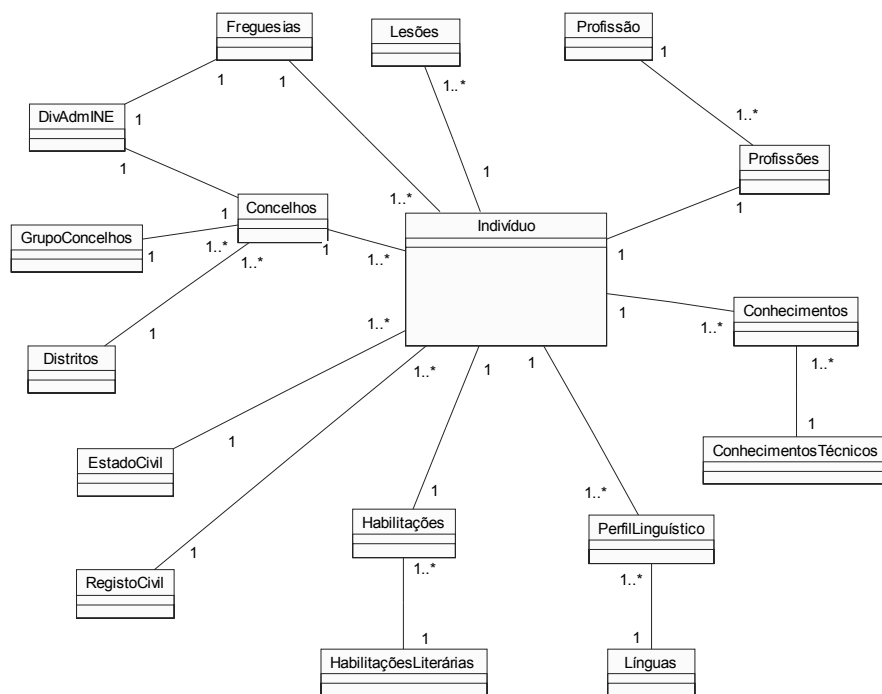 Freguesias
Lesões
Profissão
1
1
1..*
1
DivAdmINE
1
1..*
Profissões
1
1
1
1
1..*
Concelhos
Indivíduo
GrupoConcelhos
1
1..*
1
1..*
1
1
1..*
1
1..*
Conhecimentos
1..*
Distritos
1
1..*
1
1
1..*
1
1
EstadoCivil
ConhecimentosTécnicos
1
1..*
Habilitações
PerfilLinguístico
1
1..*
1..*
RegistoCivil
1
1
HabilitaçõesLiterárias
Línguas